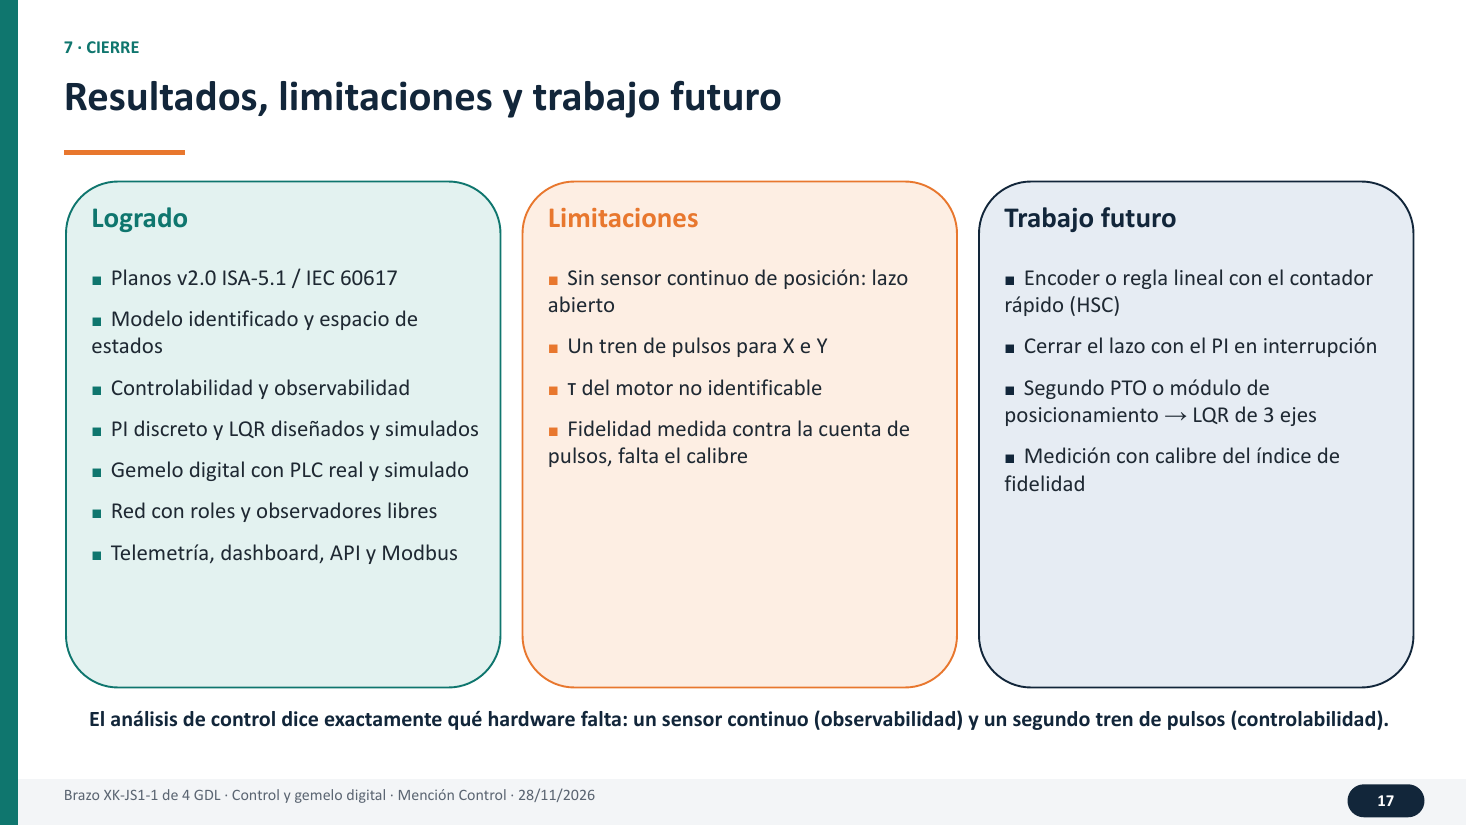 7 · CIERRE
Resultados, limitaciones y trabajo futuro
Logrado
■ Planos v2.0 ISA-5.1 / IEC 60617
■ Modelo identificado y espacio de
estados
■ Controlabilidad y observabilidad
■ PI discreto y LQR diseñados y simulados
■ Gemelo digital con PLC real y simulado
■ Red con roles y observadores libres
■ Telemetría, dashboard, API y Modbus
Limitaciones
■ Sin sensor continuo de posición: lazo
abierto
■ Un tren de pulsos para X e Y
■ τ del motor no identificable
■ Fidelidad medida contra la cuenta de
pulsos, falta el calibre
Trabajo futuro
■ Encoder o regla lineal con el contador
rápido (HSC)
■ Cerrar el lazo con el PI en interrupción
■ Segundo PTO o módulo de
posicionamiento → LQR de 3 ejes
■ Medición con calibre del índice de
fidelidad
El análisis de control dice exactamente qué hardware falta: un sensor continuo (observabilidad) y un segundo tren de pulsos (controlabilidad).
Brazo XK-JS1-1 de 4 GDL · Control y gemelo digital · Mención Control · 28/11/2026
17